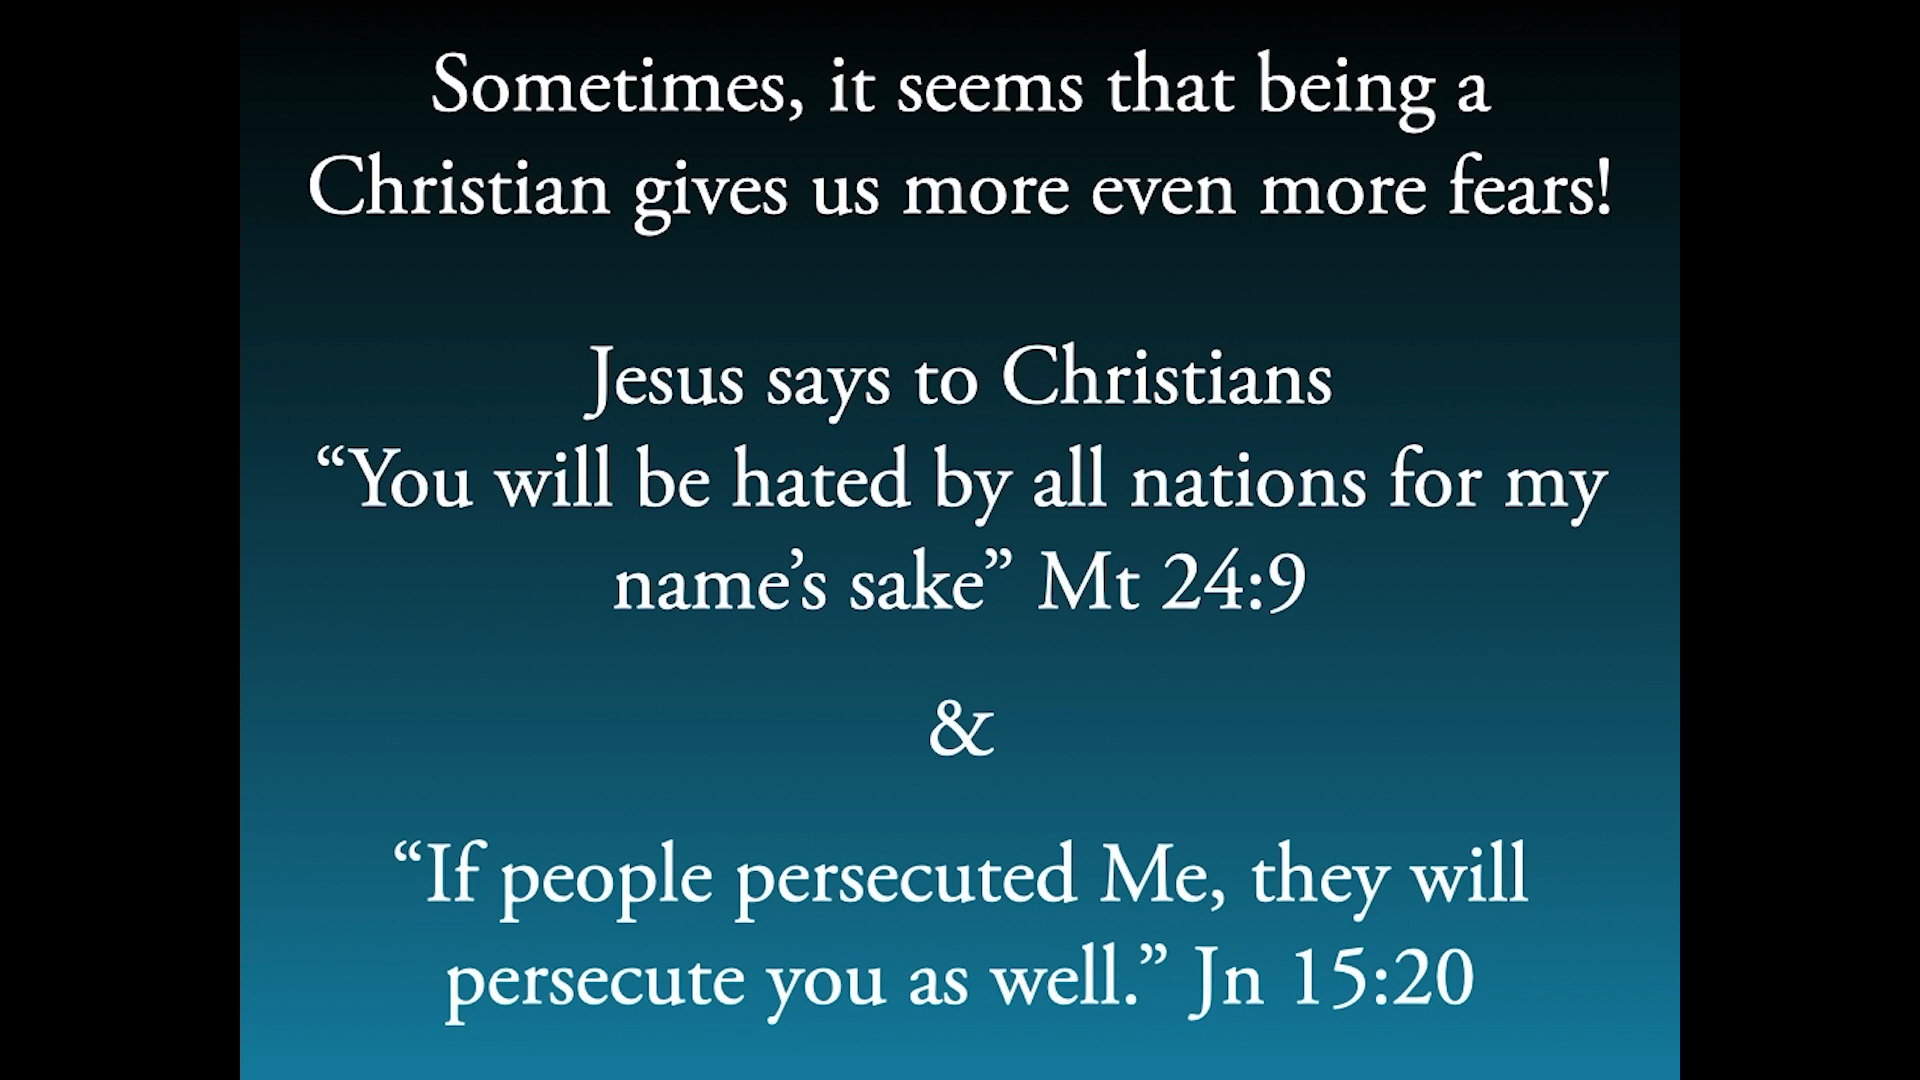 Sometimes, it seems that being a
Christian gives us more even more fears!
Jesus says to Christians
“You will be hated by all nations for my
name’s sake” Mt 24:9
&
“If people persecuted Me, they will
persecute you as well.” Jn 15:20